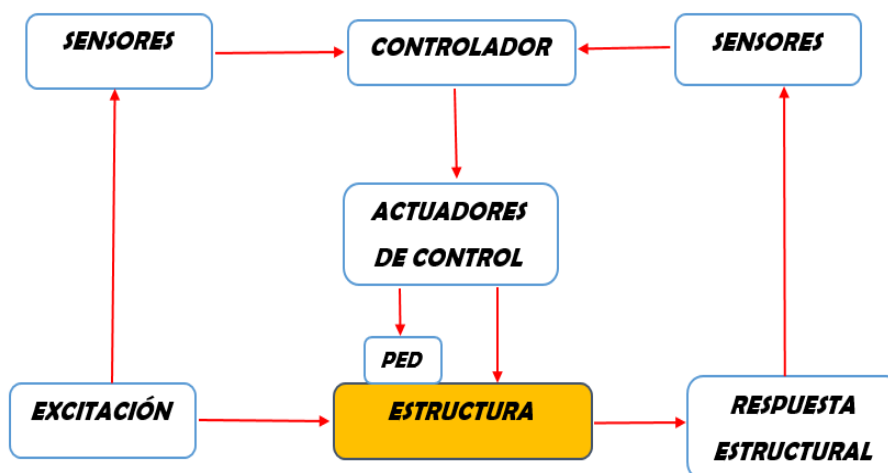 SENSORES
CONTROLADOR
SENSORES
ACTUADORES
DE CONTROL
PED
EXCITACIÓN
ESTRUCTURA
RESPUESTA
ESTRUCTURAL